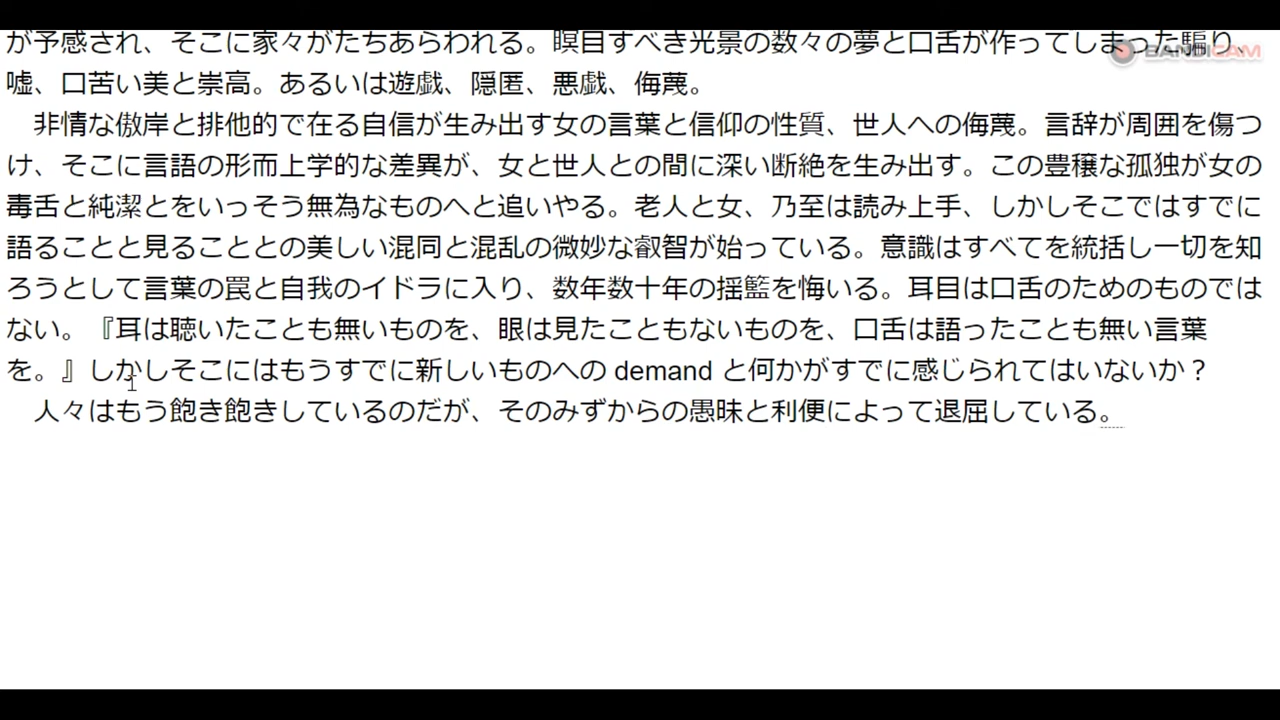 が予感され、そこに家々がたちあらわれる。瞑目すべき光景の数々の夢と口舌が作ってしまった騙り、
BANDICAM
嘘、口苦い美と崇高。あるいは遊戯、隠匿、悪戯、侮蔑。
非情な傲岸と排他的で在る自信が生み出す女の言葉と信仰の性質、世人への侮蔑。言辞が周囲を傷つ
け、そこに言語の形而上学的な差異が、女と世人との間に深い断絶を生み出す。この豊穣な孤独が女の
毒舌と純潔とをいっそう無為なものへと追いやる。老人と女、乃至は読み上手、しかしそこではすでに
語ることと見ることとの美しい混同と混乱の微妙な叡智が始っている。意識はすべてを統括し一切を知
ろうとして言葉の罠と自我のイドラに入り、数年数十年の揺籃を悔いる。耳目は口舌のためのものでは
ない。『耳は聴いたことも無いものを、眼は見たこともないものを、口舌は語ったことも無い言葉
を。』しかしそこにはもうすでに新しいものへの demand と何かがすでに感じられてはいないか？
人々はもう飽き飽きしているのだが、そのみずからの愚昧と利便によって退屈している。